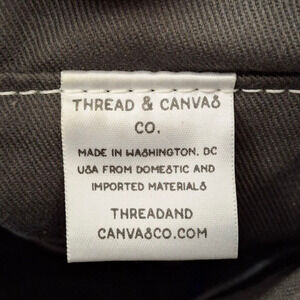 THREAD & CANVAS
CO.
MADE IN WASHINGTON, DC
USA FROM DOMESTIC AND
IMPORTED MATERIALS
THREADAND
CANVASCO.COM